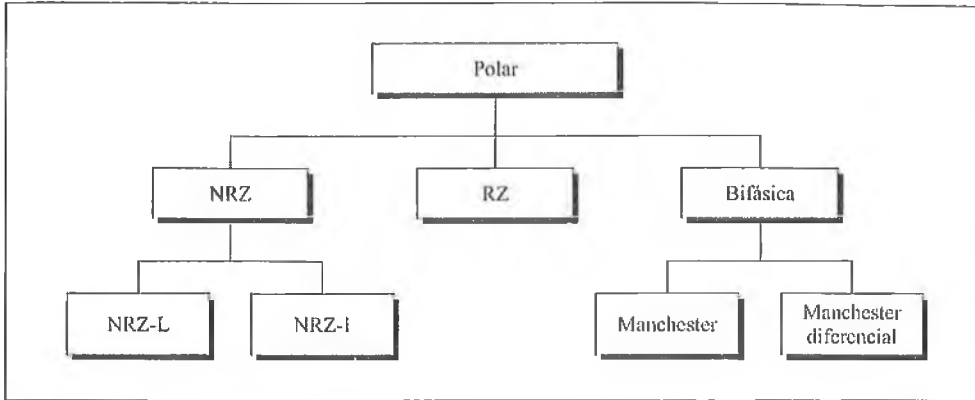 Polar
NRZ
RZ
Bifásica
NRZ-L
NRZ-I
Manchester
Manchester
diferencial